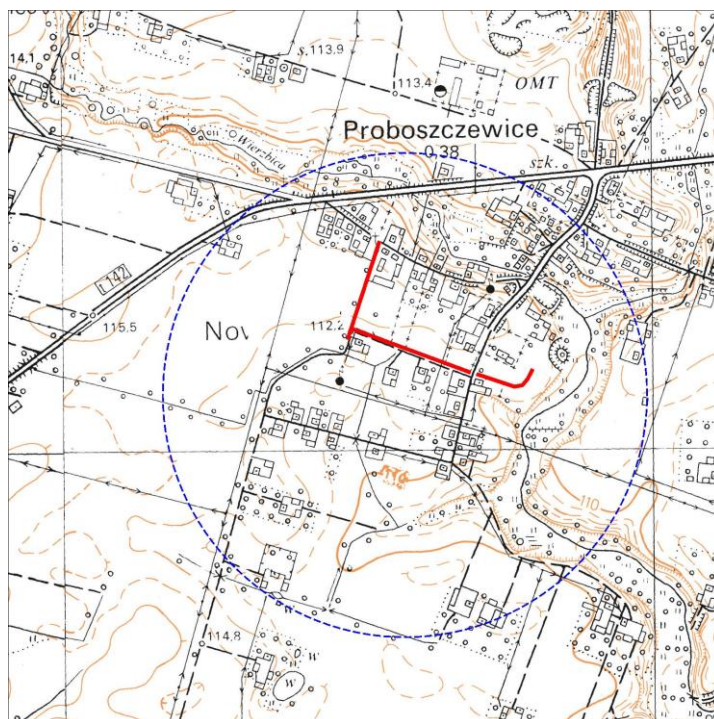 113,9
14,1
113,4
OMT
Wierzbica
Proboszczewice
0.38
szk.
142
115.5
Nov
112,2
110
114,8
w
w